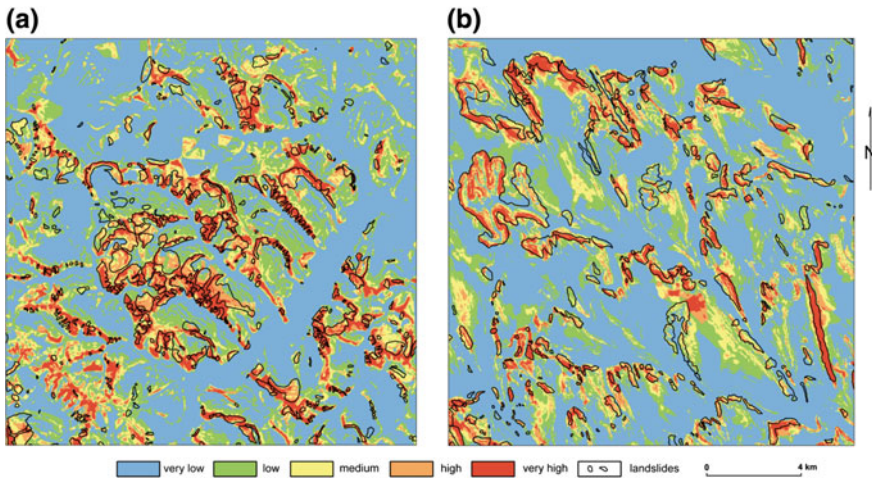 (a)
(b)
N
very low
low
medium
high
very high
landslides
0
4 km